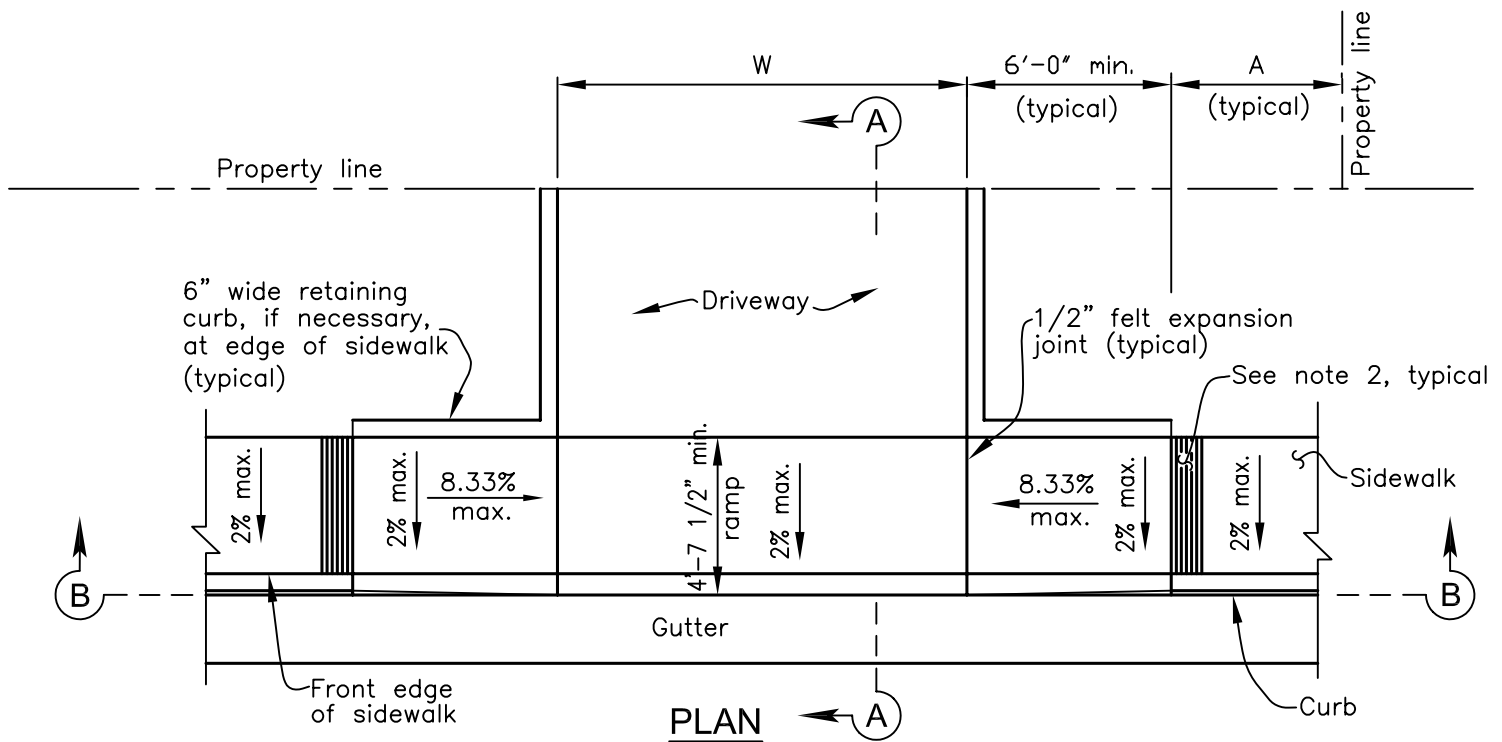 W
6'-0" min.
(typical)
A
(typical)
Property line
A
Property line
6" wide retaining
curb, if necessary,
at edge of sidewalk
(typical)
Driveway
1/2" felt expansion
joint (typical)
See note 2, typical
2% max.
2% max.
8.33%
max.
4'-7 1/2" min.
ramp
2% max.
8.33%
max.
2% max.
2% max.
Sidewalk
B
B
Gutter
Front edge
of sidewalk
PLAN
A
Curb